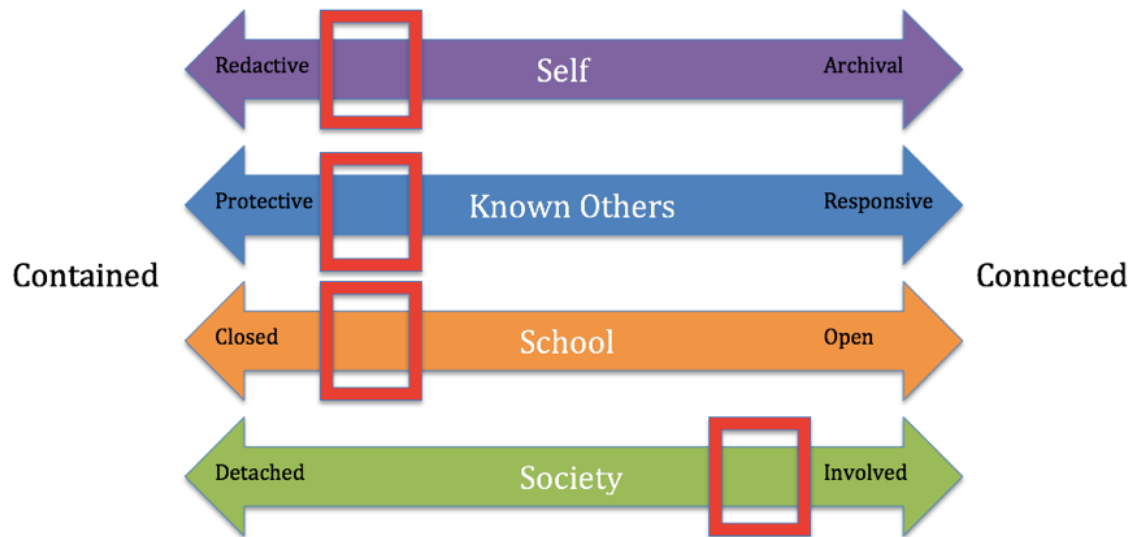 Redactive Self Archival
Protective Known Others Responsive
Contained Connected
Closed School Open
Detached Society Involved